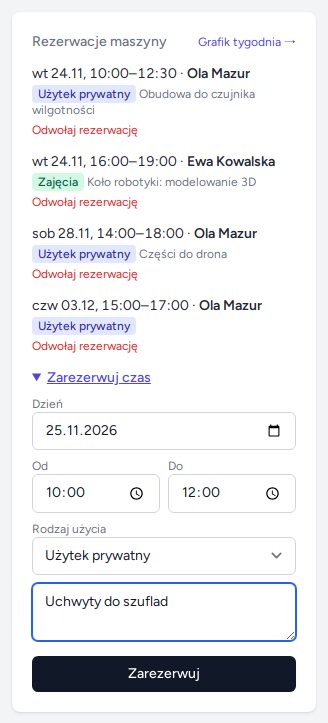 Rezerwacje maszyny Grafik tygodnia →
wt 24.11, 10:00–12:30 · Ola Mazur
Użytek prywatny Obudowa do czujnika
wilgotności
Odwołaj rezerwację
wt 24.11, 16:00–19:00 · Ewa Kowalska
Zajęcia Koło robotyki: modelowanie 3D
Odwołaj rezerwację
sob 28.11, 14:00–18:00 · Ola Mazur
Użytek prywatny Części do drona
Odwołaj rezerwację
czw 03.12, 15:00–17:00 · Ola Mazur
Użytek prywatny
Odwołaj rezerwację
▼ Zarezerwuj czas
Dzień
25.11.2026
Od Do
10:00 12:00
Rodzaj użycia
Użytek prywatny
Uchwyty do szuflad
Zarezerwuj